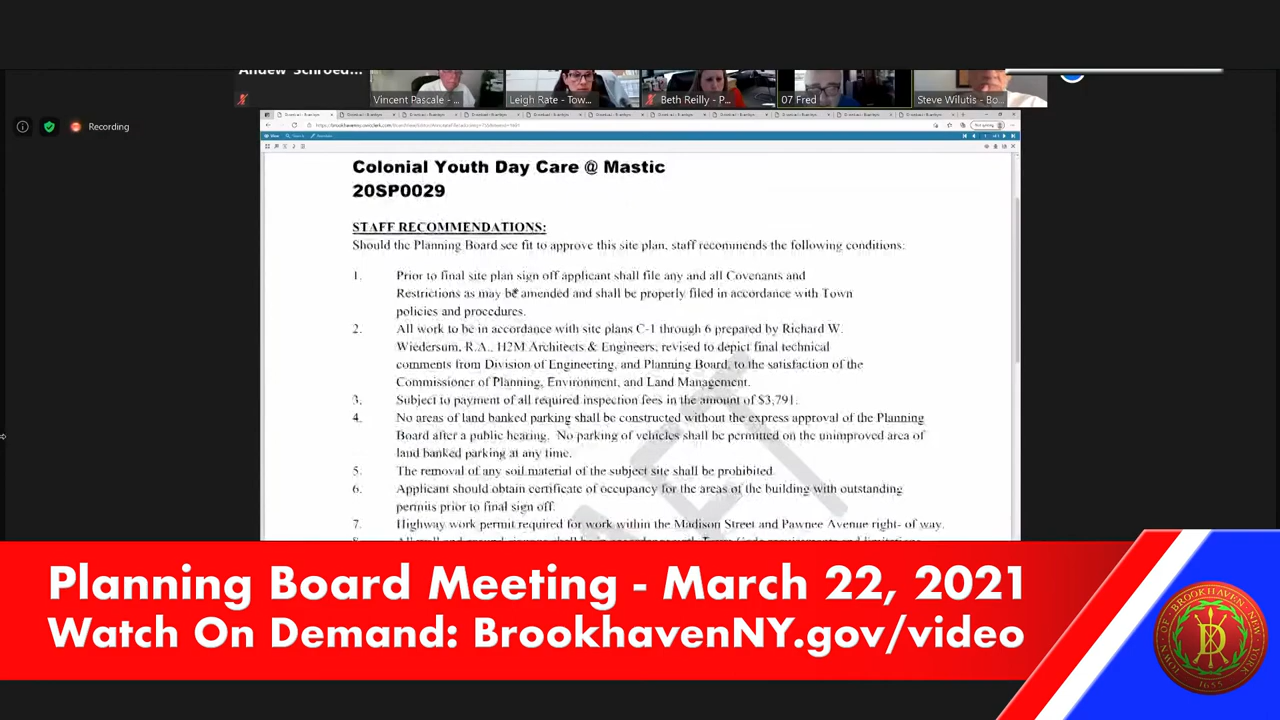 Andew Schroed...
Vincent Pascale - ...
Leigh Rate - Tow...
Beth Reilly - P...
07 Fred
Steve Wilutis - Bo...
Recording
Colonial Youth Day Care @ Mastic
20SP0029
STAFF RECOMMENDATIONS:
Should the Planning Board see fit to approve this site plan, staff recommends the following conditions:
1. Prior to final site plan sign off applicant shall file any and all Covenants and
Restrictions as may be amended and shall be properly filed in accordance with Town
policies and procedures.
2. All work to be in accordance with site plans C-1 through 6 prepared by Richard W.
Wiedersum, R.A., H2M Architects & Engineers, revised to depict final technical
comments from Division of Engineering, and Planning Board, to the satisfaction of the
Commissioner of Planning, Environment, and Land Management.
3. Subject to payment of all required inspection fees in the amount of $3,791.
4. No areas of land banked parking shall be constructed without the express approval of the Planning
Board after a public hearing. No parking of vehicles shall be permitted on the unimproved area of
land banked parking at any time.
5. The removal of any soil material of the subject site shall be prohibited.
6. Applicant should obtain certificate of occupancy for the areas of the building with outstanding
permits prior to final sign off.
7. Highway work permit required for work within the Madison Street and Pawnee Avenue right- of way.
Planning Board Meeting - March 22, 2021
Watch On Demand: BrookhavenNY.gov/video
TOWN OF BROOKHAVEN NEW YORK
1655